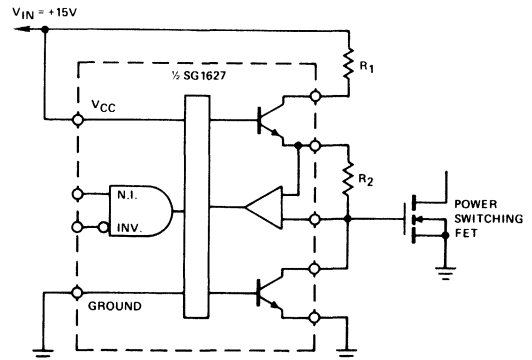 V_IN = +15V
½ SG1627
R1
VCC
N.I.
INV.
R2
POWER
SWITCHING
FET
GROUND